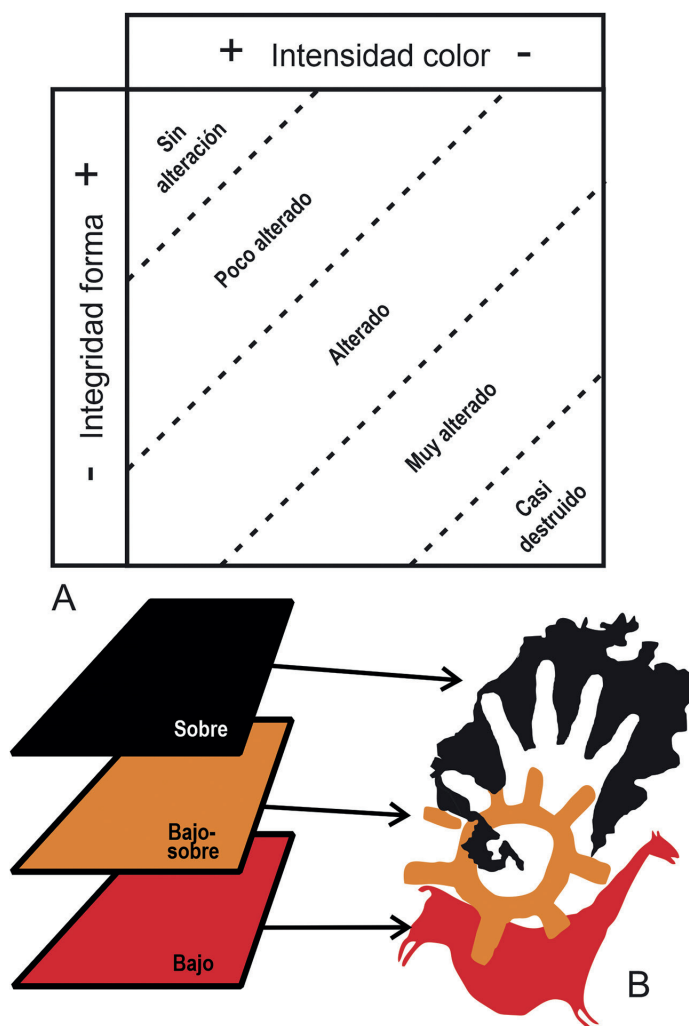 + Intensidad color -
- Integridad forma +
Sin
alteración
Poco alterado
Alterado
Muy alterado
Casi
destruido
A
Sobre
Bajo-
sobre
Bajo
B